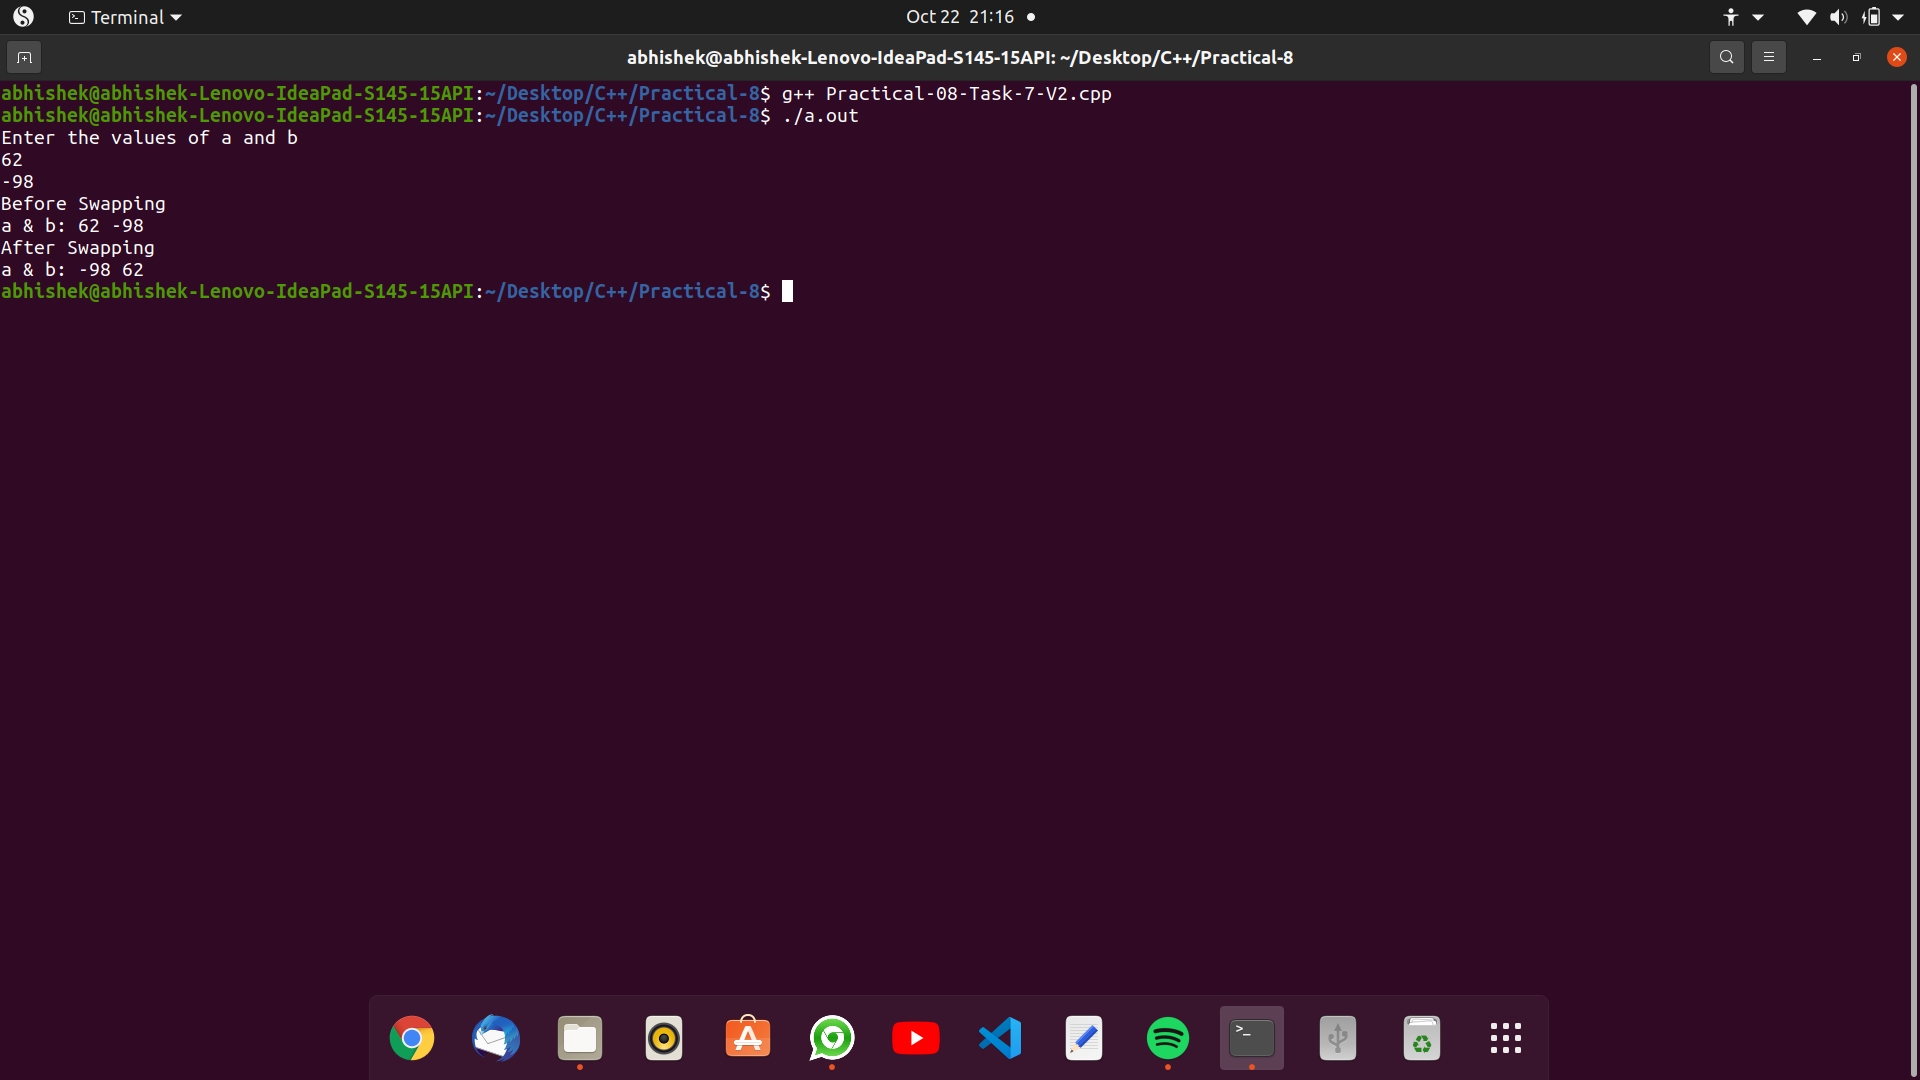 Terminal
Oct 22 21:16
abhishek@abhishek-Lenovo-IdeaPad-S145-15API: ~/Desktop/C++/Practical-8
abhishek@abhishek-Lenovo-IdeaPad-S145-15API:~/Desktop/C++/Practical-8$ g++ Practical-08-Task-7-V2.cpp
abhishek@abhishek-Lenovo-IdeaPad-S145-15API:~/Desktop/C++/Practical-8$ ./a.out
Enter the values of a and b
62
-98
Before Swapping
a & b: 62 -98
After Swapping
a & b: -98 62
abhishek@abhishek-Lenovo-IdeaPad-S145-15API:~/Desktop/C++/Practical-8$